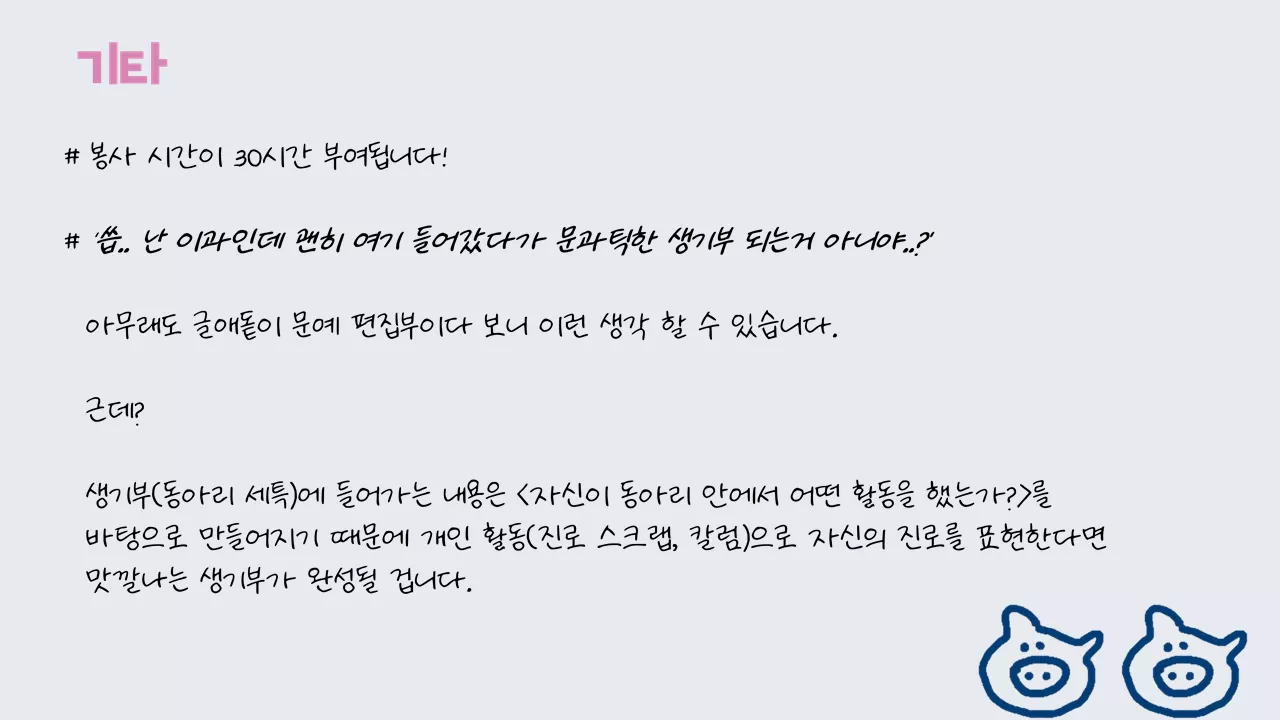 기타
# 봉사 시간이 30시간 부여됩니다!
# '씁.. 난 이과인데 괜히 여기 들어갔다가 문과틱한 생기부 되는거 아니야..?'
아무래도 글애돝이 문예 편집부이다 보니 이런 생각 할 수 있습니다.
근데?
생기부(동아리 세특)에 들어가는 내용은 <자신이 동아리 안에서 어떤 활동을 했는가?>를
바탕으로 만들어지기 때문에 개인 활동(진로 스크랩, 칼럼)으로 자신의 진로를 표현한다면
맛깔나는 생기부가 완성될 겁니다.